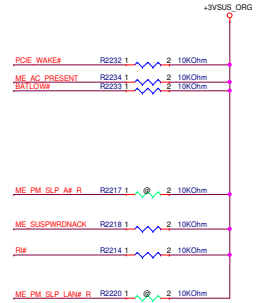 +3VSUS_ORG
PCIE_WAKE# R2232 1 2 10KOhm
ME_AC_PRESENT R2234 1 2 10KOhm
BATLOW# R2233 1 2 10KOhm
ME_PM_SLP_A#_R R2217 1 @ 2 10KOhm
ME_SUSPWRDNACK R2218 1 2 10KOhm
RI# R2214 1 2 10KOhm
ME_PM_SLP_LAN#_R R2220 1 @ 2 10KOhm